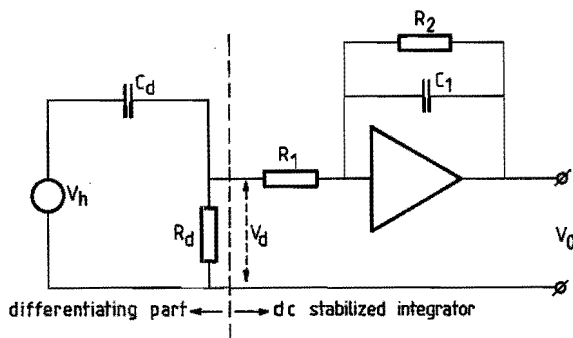 R2
Cd
C1
R1
Vh
Rd
Vd
V0
differentiating part
dc stabilized integrator